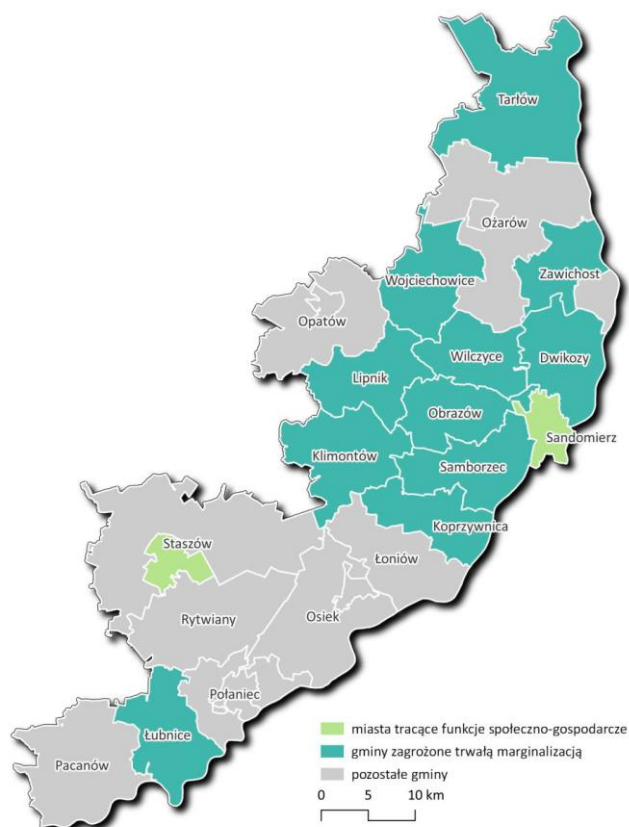 Tarłów
Ożarów
Wojciechowice
Zawichost
Opatów
Wilczyce
Dwikozy
Lipnik
Obrazów
Sandomierz
Klimontów
Samborzec
Koprzywnica
Staszów
Łoniów
Rytwiany
Osiek
Połaniec
Łubnice
Pacanów
miasta tracące funkcje społeczno-gospodarcze
gminy zagrożone trwałą marginalizacją
pozostałe gminy
0 5 10 km